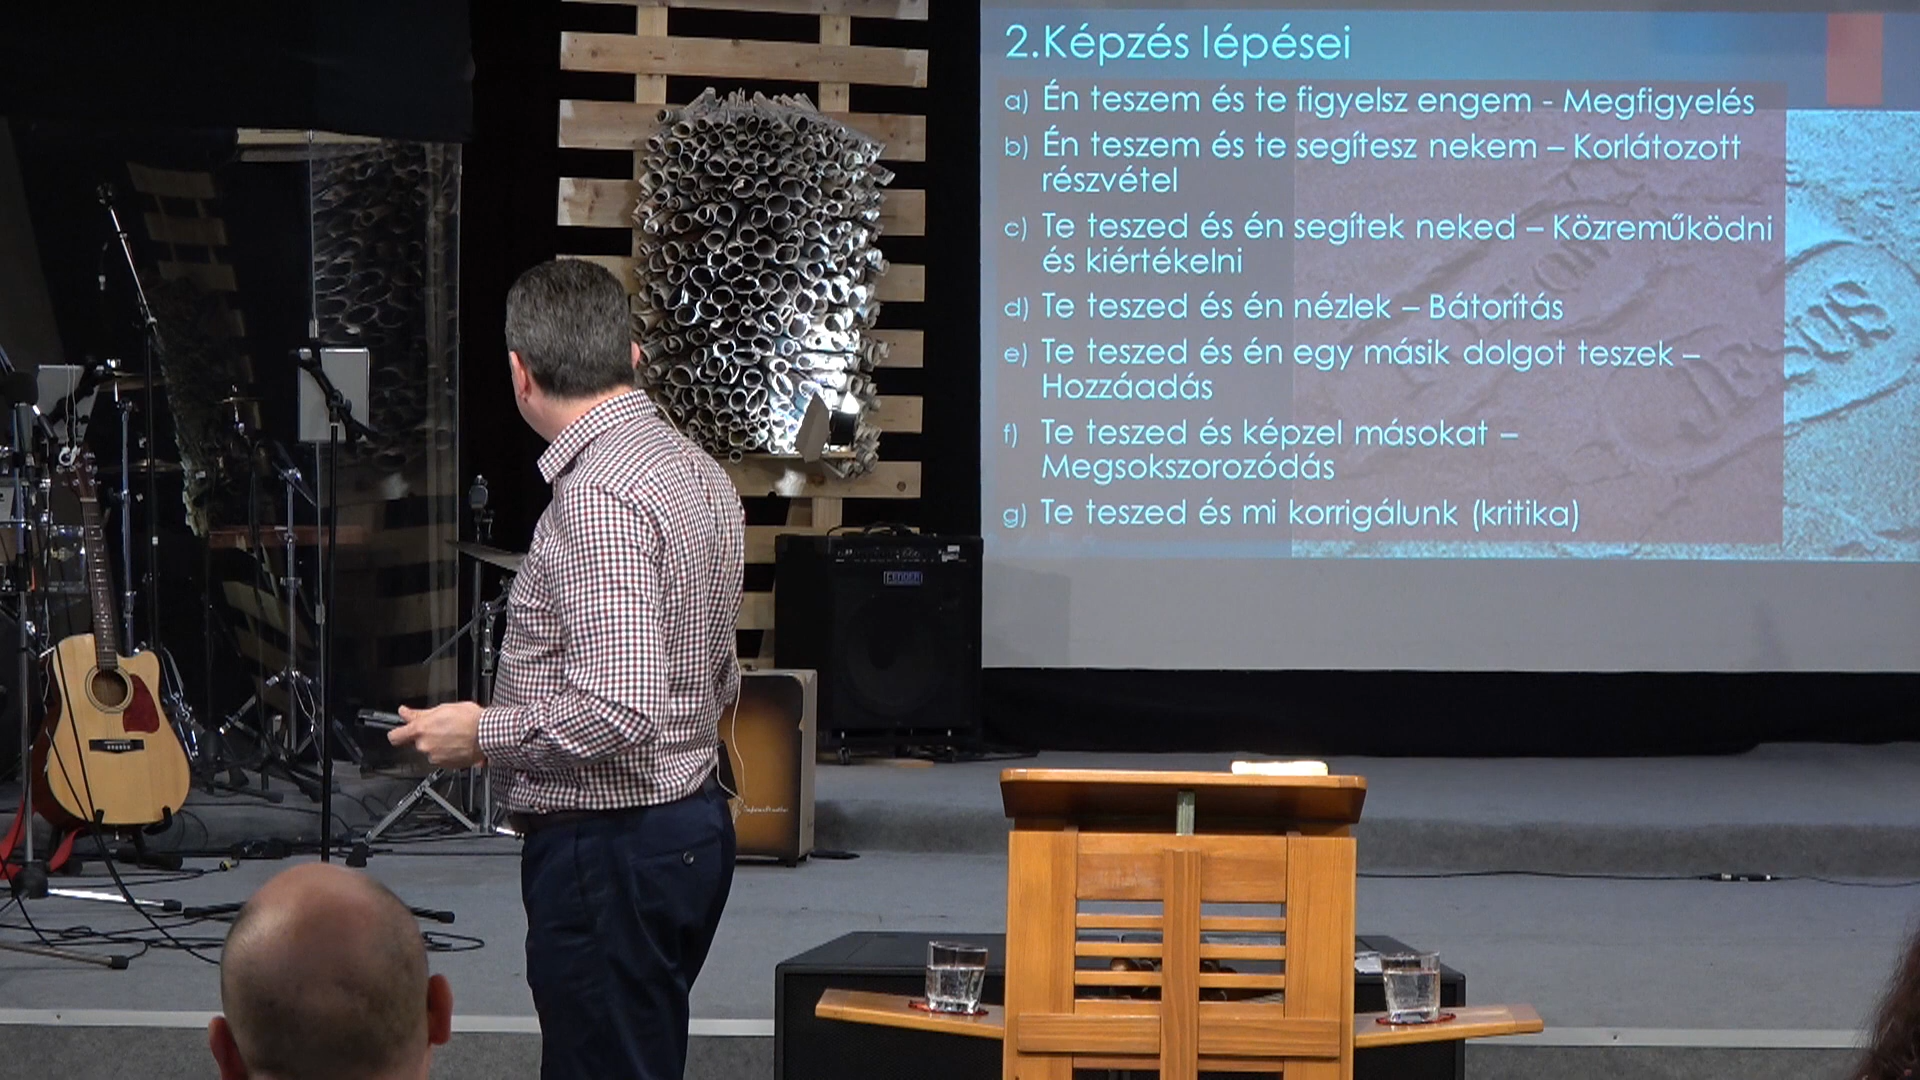 2.Képzés lépései
a) Én teszem és te figyelsz engem - Megfigyelés
b) Én teszem és te segítesz nekem – Korlátozott
részvétel
c) Te teszed és én segítek neked – Közreműködni
és kiértékelni
d) Te teszed és én nézlek – Bátorítás
e) Te teszed és én egy másik dolgot teszek –
Hozzáadás
f) Te teszed és képzel másokat –
Megsokszorozódás
g) Te teszed és mi korrigálunk (kritika)
JESUS
FENDER